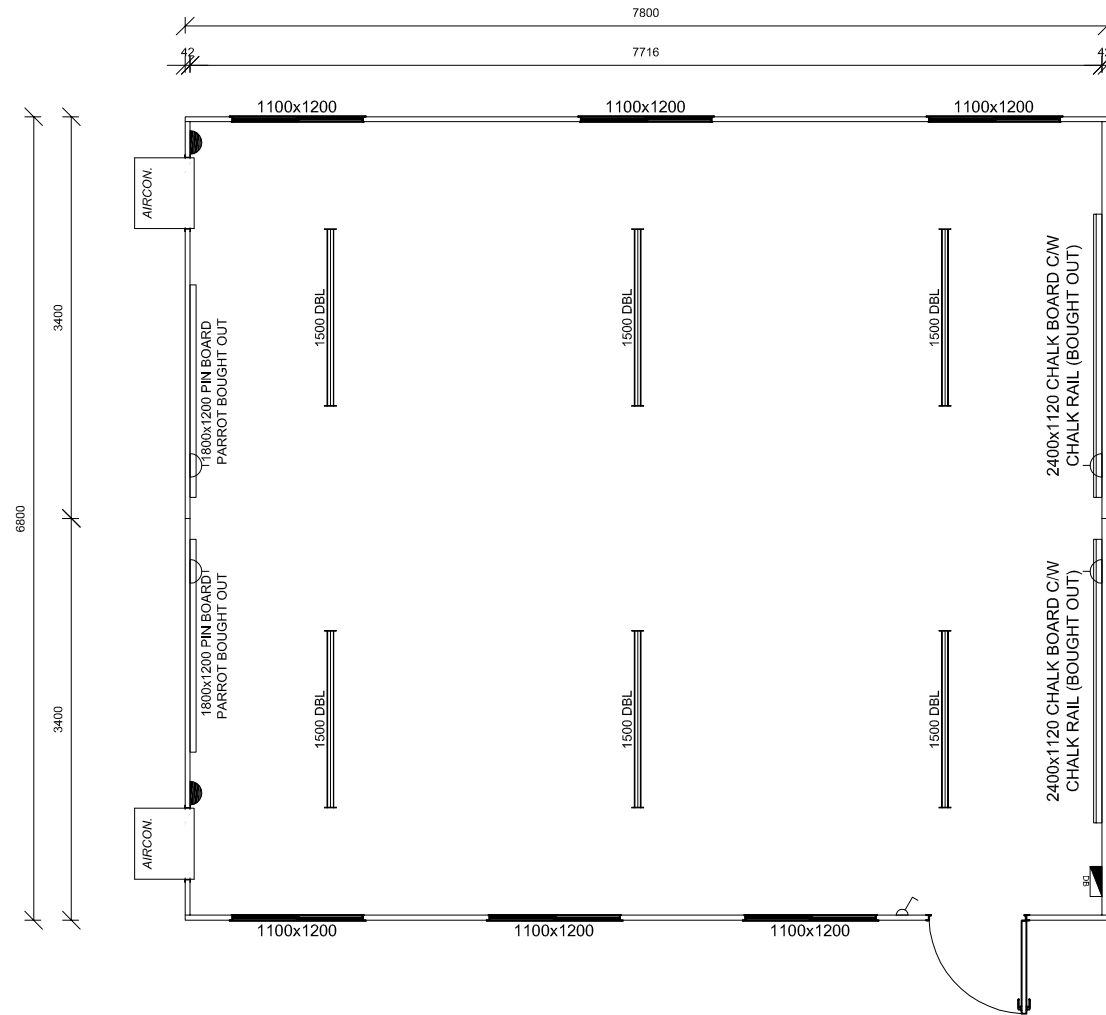 7800
42
7716
42
1100x1200
1100x1200
1100x1200
AIRCON.
3400
6800
3400
1500 DBL
1500 DBL
1500 DBL
1800x1200 PIN BOARD
PARROT BOUGHT OUT
2400x1120 CHALK BOARD C/W
CHALK RAIL (BOUGHT OUT)
1800x1200 PIN BOARD
PARROT BOUGHT OUT
2400x1120 CHALK BOARD C/W
CHALK RAIL (BOUGHT OUT)
1500 DBL
1500 DBL
1500 DBL
AIRCON.
DB
1100x1200
1100x1200
1100x1200